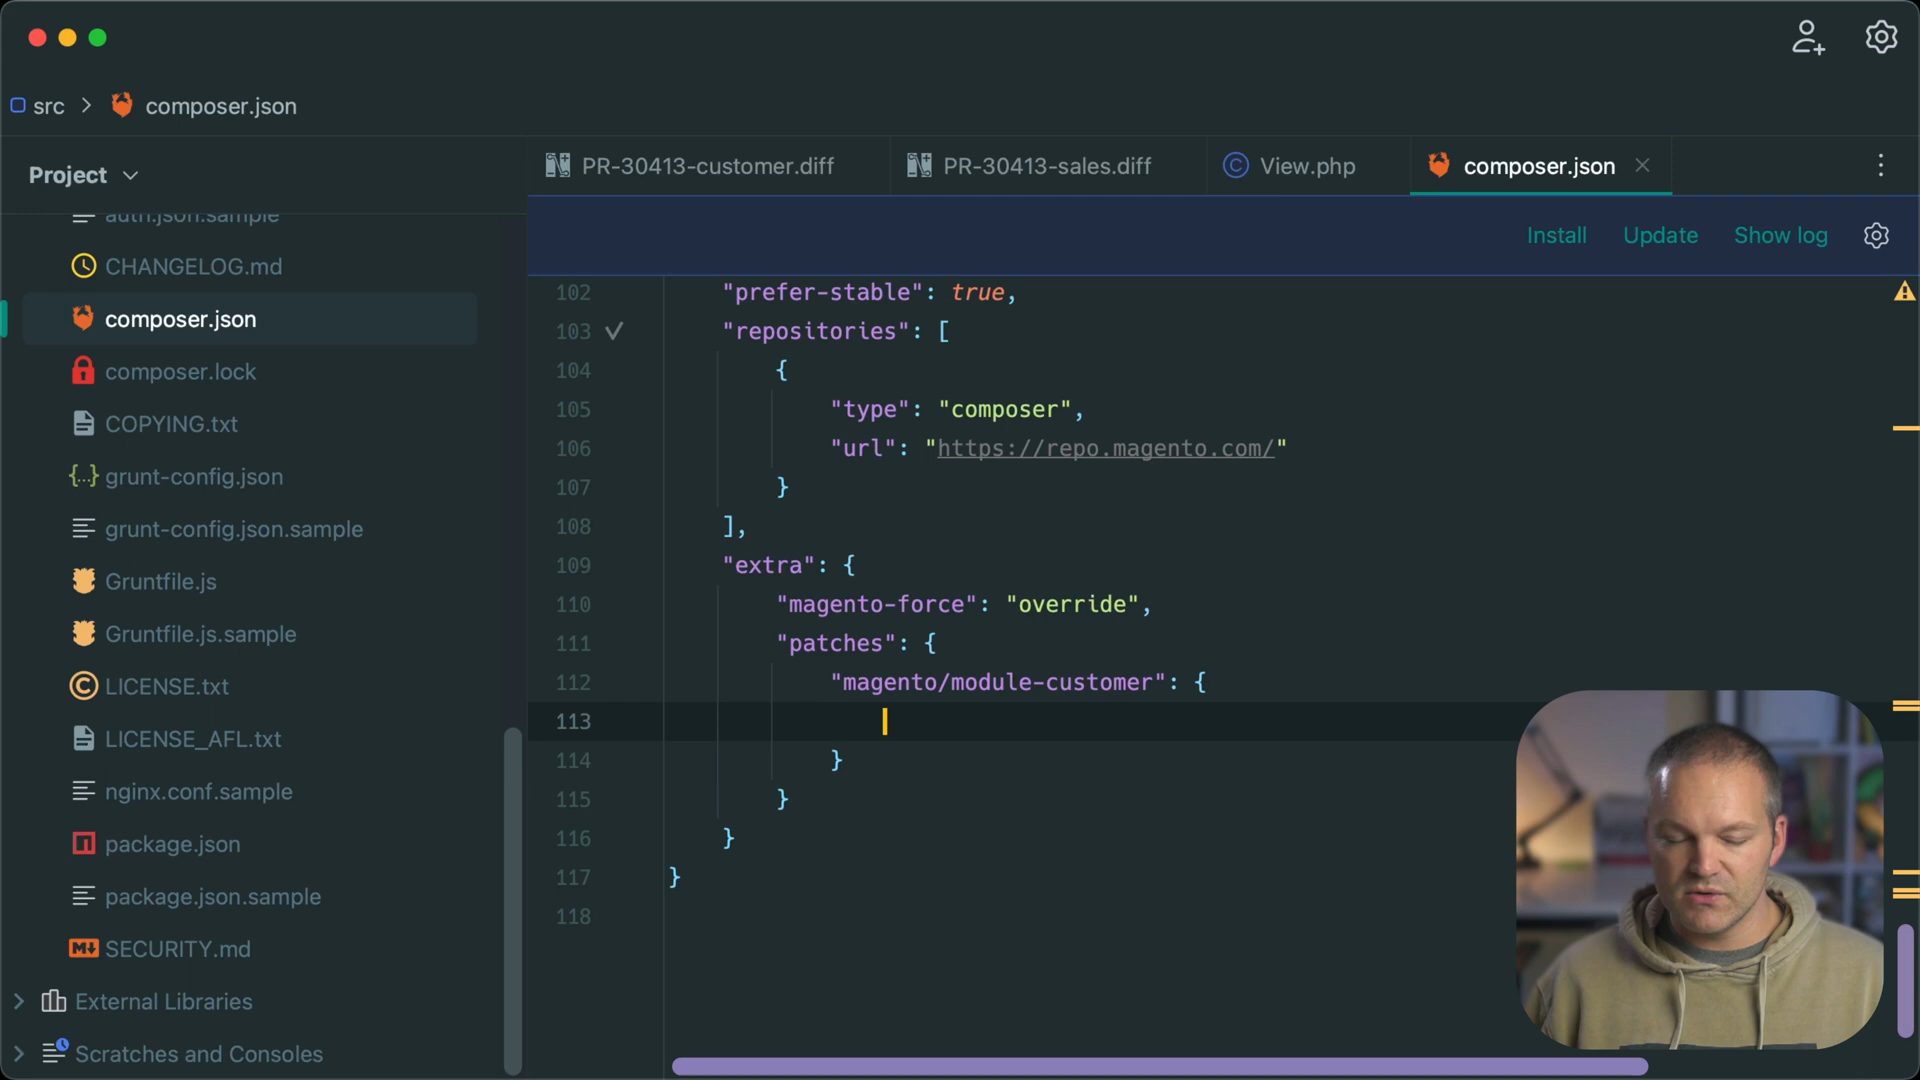 src > composer.json
Project
PR-30413-customer.diff
PR-30413-sales.diff
View.php
composer.json
Install
Update
Show log
auth.json.sample
CHANGELOG.md
composer.json
composer.lock
COPYING.txt
grunt-config.json
grunt-config.json.sample
Gruntfile.js
Gruntfile.js.sample
LICENSE.txt
LICENSE_AFL.txt
nginx.conf.sample
package.json
package.json.sample
SECURITY.md
External Libraries
Scratches and Consoles
102 "prefer-stable": true,
103 "repositories": [
104 {
105 "type": "composer",
106 "url": "https://repo.magento.com/"
107 }
108 ],
109 "extra": {
110 "magento-force": "override",
111 "patches": {
112 "magento/module-customer": {
113
114 }
115 }
116 }
117 }
118